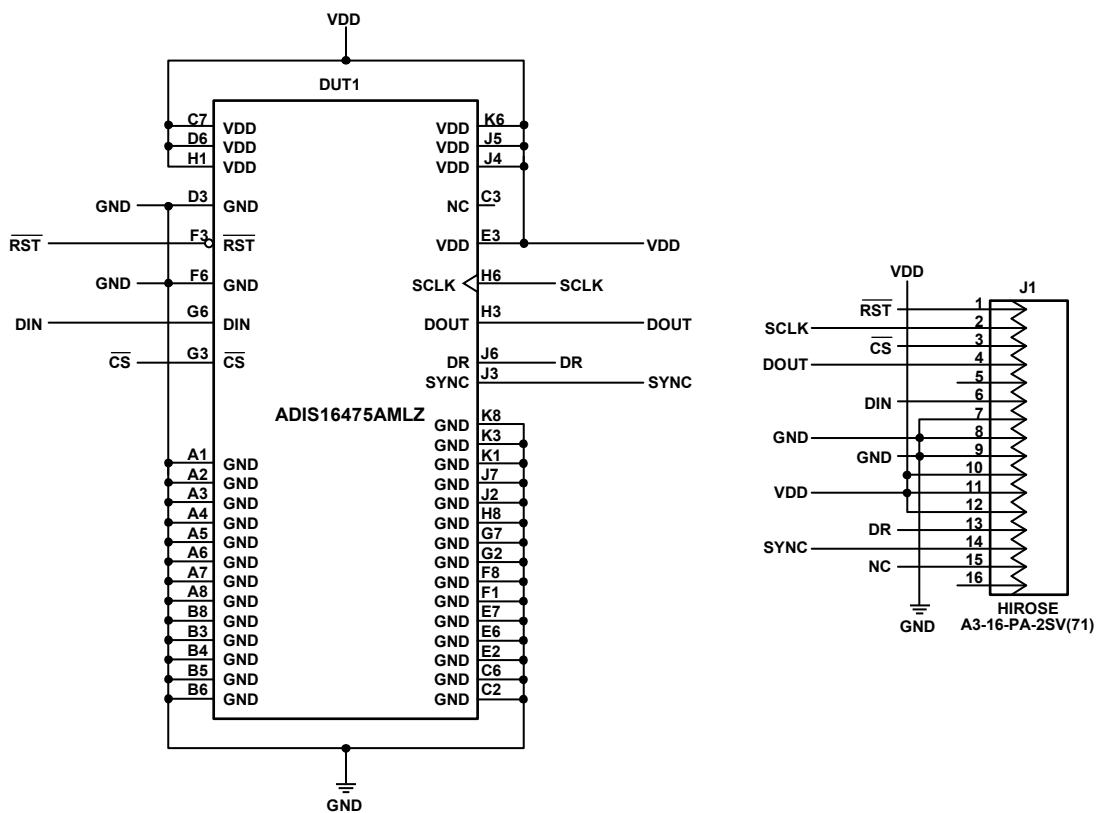 VDD
DUT1
C7 VDD
D6 VDD
H1 VDD
GND D3 GND
RST F3 RST
GND F6 GND
DIN G6 DIN
CS G3 CS
ADIS16475AMLZ
A1 GND
A2 GND
A3 GND
A4 GND
A5 GND
A6 GND
A7 GND
A8 GND
B8 GND
B3 GND
B4 GND
B5 GND
B6 GND
VDD K6
VDD J5
VDD J4
NC C3
VDD E3 VDD
SCLK H6 SCLK
DOUT H3 DOUT
DR J6 DR
SYNC J3 SYNC
GND K8
GND K3
GND K1
GND J7
GND J2
GND H8
GND G7
GND G2
GND F8
GND F1
GND E7
GND E6
GND E2
GND C6
GND C2
GND
VDD
J1
RST 1
SCLK 2
CS 3
DOUT 4
5
DIN 6
7
GND 8
GND 9
10
VDD 11
12
DR 13
SYNC 14
NC 15
16
GND
HIROSE
A3-16-PA-2SV(71)